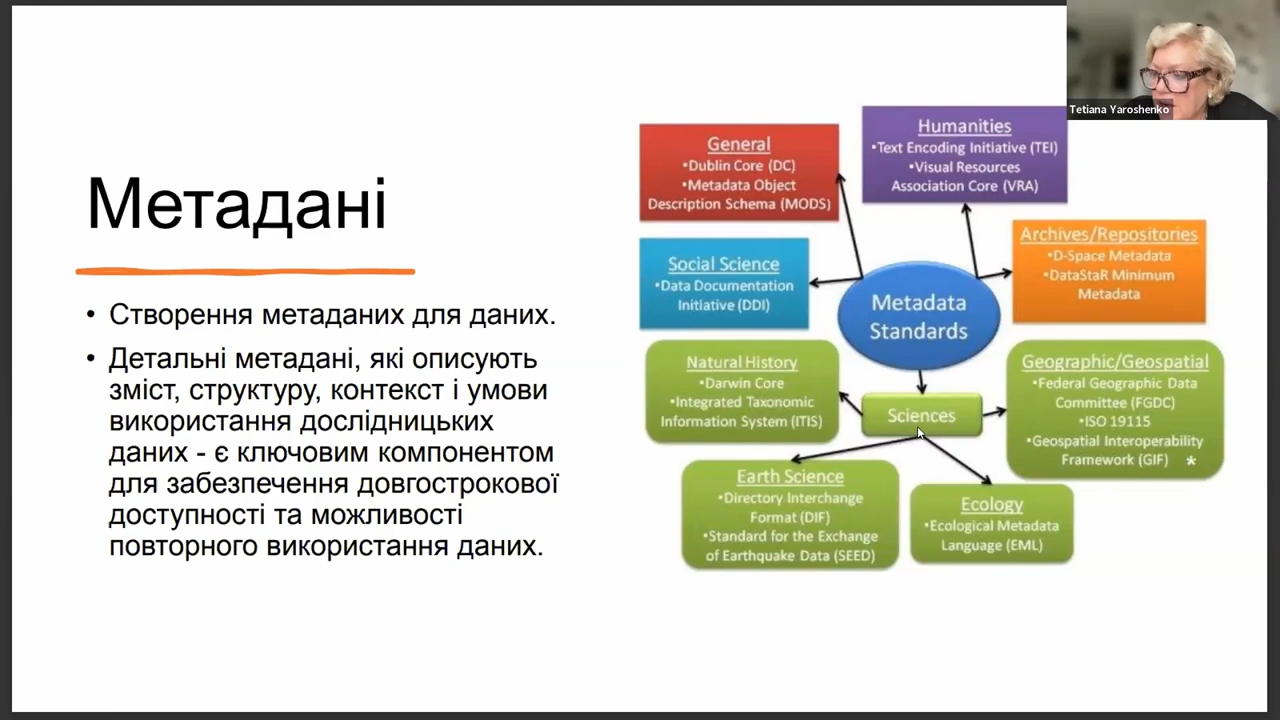 Tetiana Yaroshenko
Метадані
• Створення метаданих для даних.
• Детальні метадані, які описують
зміст, структуру, контекст і умови
використання дослідницьких
даних - є ключовим компонентом
для забезпечення довгострокової
доступності та можливості
повторного використання даних.
General
•Dublin Core (DC)
•Metadata Object
Description Schema (MODS)
Humanities
•Text Encoding Initiative (TEI)
•Visual Resources
Association Core (VRA)
Social Science
•Data Documentation
Initiative (DDI)
Metadata
Standards
Archives/Repositories
•D-Space Metadata
•DataStaR Minimum
Metadata
Natural History
•Darwin Core
•Integrated Taxonomic
Information System (ITIS)
Sciences
Geographic/Geospatial
•Federal Geographic Data
Committee (FGDC)
•ISO 19115
•Geospatial Interoperability
Framework (GIF) *
Earth Science
•Directory Interchange
Format (DIF)
•Standard for the Exchange
of Earthquake Data (SEED)
Ecology
•Ecological Metadata
Language (EML)